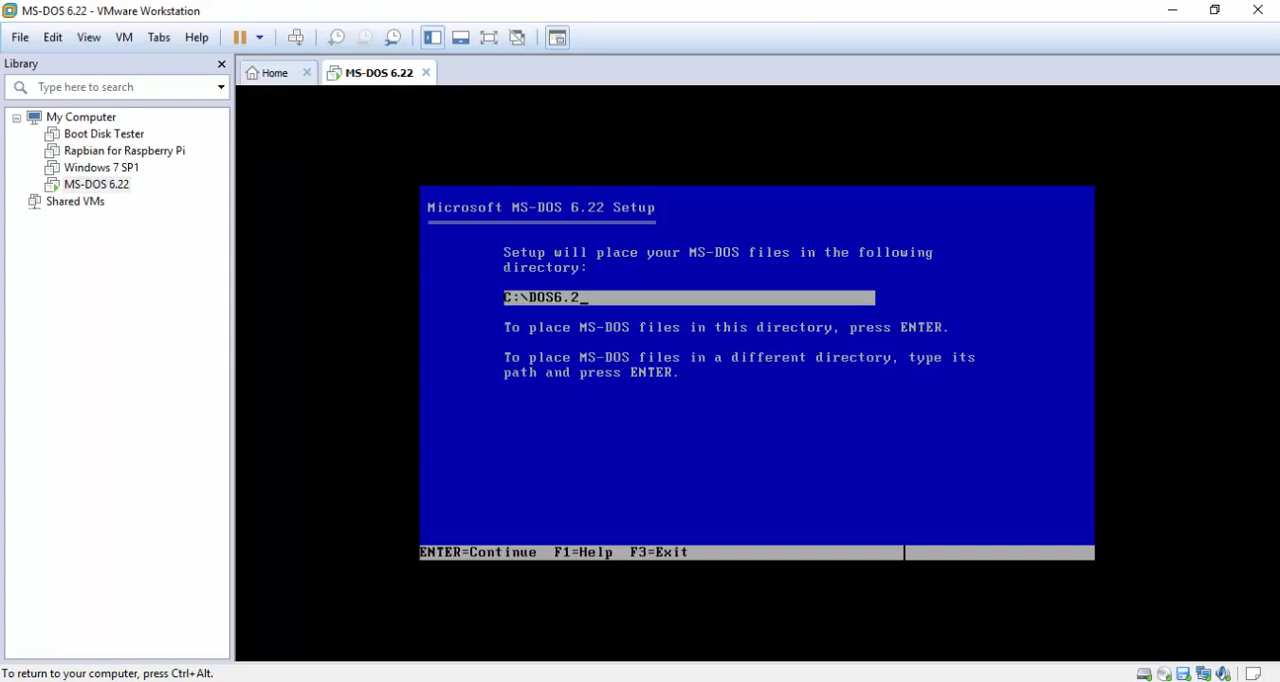 MS-DOS 6.22 - VMware Workstation
File Edit View VM Tabs Help
Library
Home MS-DOS 6.22
Type here to search
My Computer
Boot Disk Tester
Rapbian for Raspberry Pi
Windows 7 SP1
MS-DOS 6.22
Shared VMs
Microsoft MS-DOS 6.22 Setup
Setup will place your MS-DOS files in the following
directory:
C:\DOS6.2_
To place MS-DOS files in this directory, press ENTER.
To place MS-DOS files in a different directory, type its
path and press ENTER.
ENTER=Continue F1=Help F3=Exit
To return to your computer, press Ctrl+Alt.